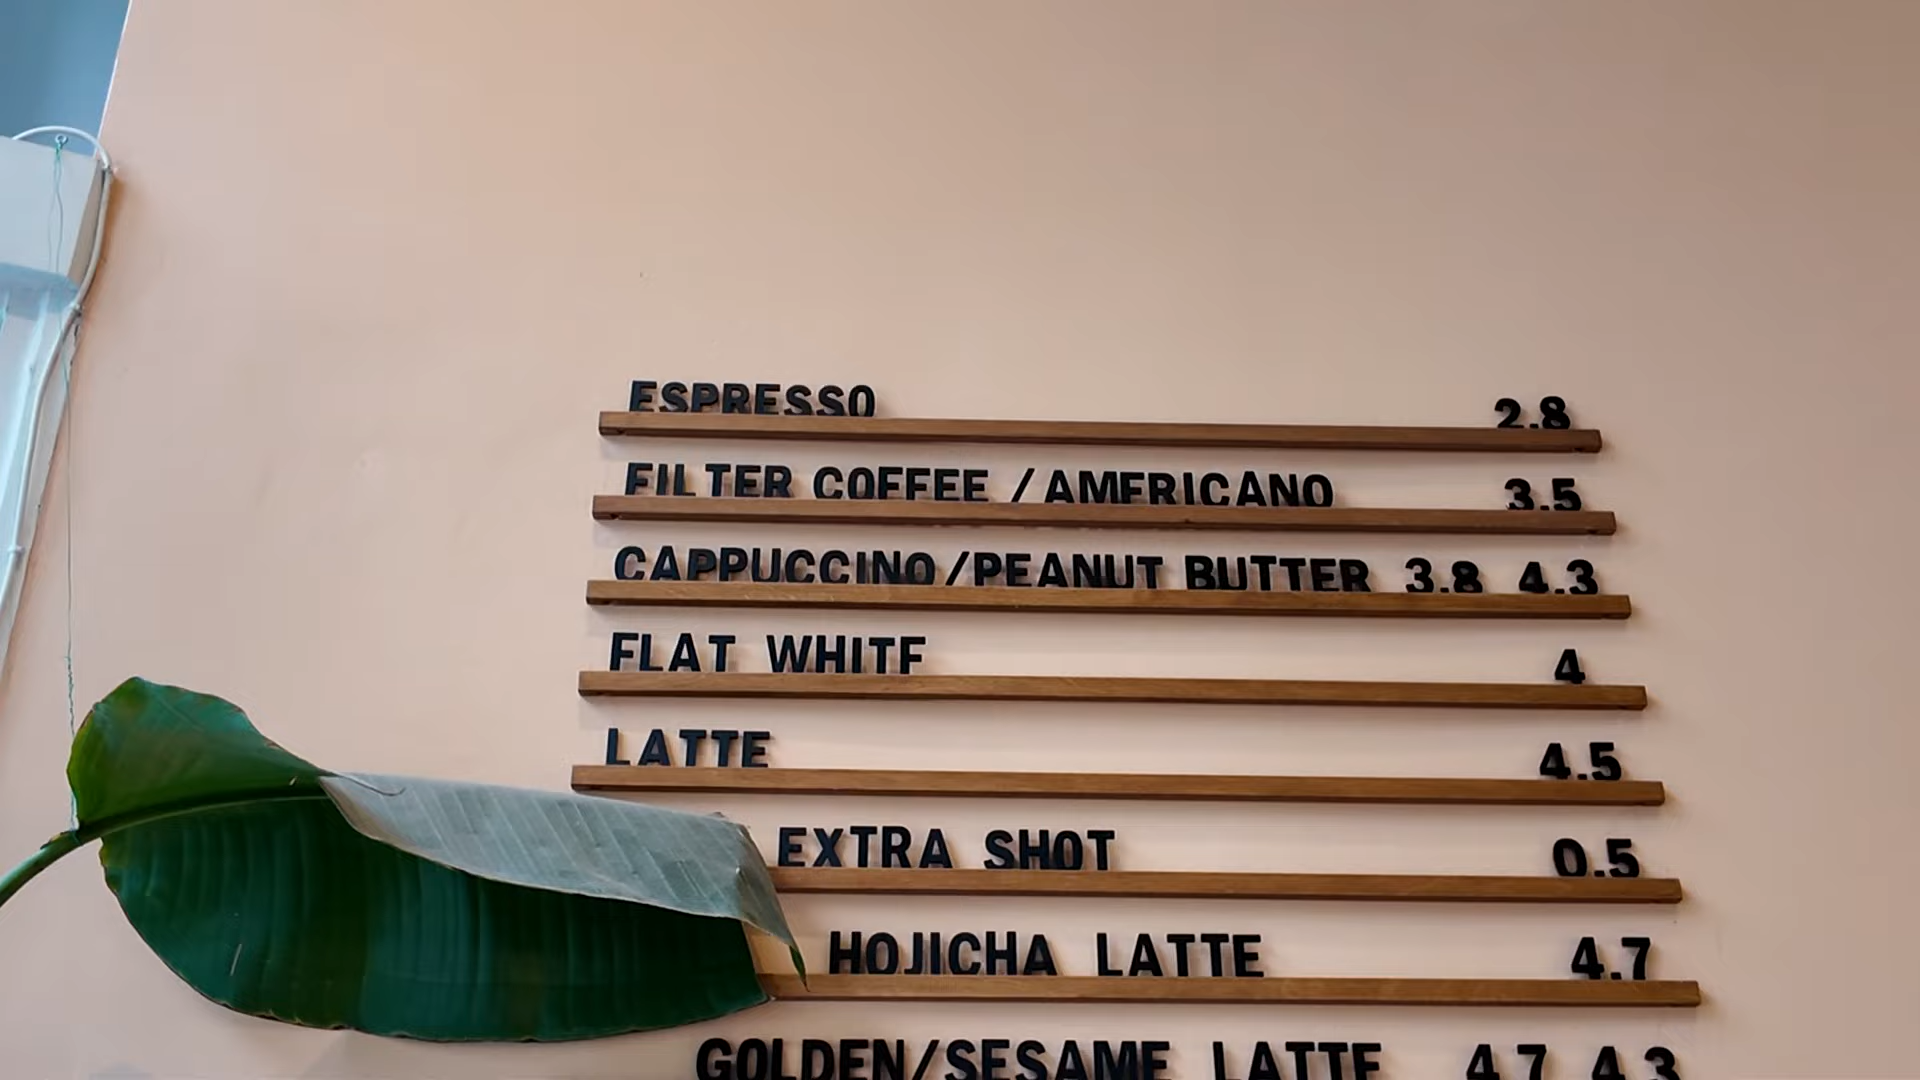 ESPRESSO 2.8
FILTER COFFEE / AMERICANO 3.5
CAPPUCCINO/PEANUT BUTTER 3.8 4.3
FLAT WHITE 4
LATTE 4.5
EXTRA SHOT 0.5
HOJICHA LATTE 4.7
GOLDEN/SESAME LATTE 4.7 4.3